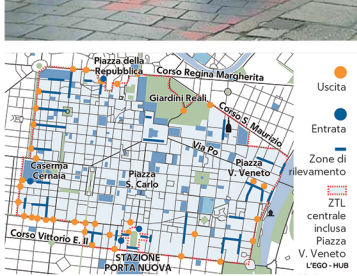 Piazza della
Repubblica
Corso Regina Margherita
Giardini Reali
Corso S. Maurizio
Via Po
Caserma
Cernaia
Piazza
S. Carlo
Piazza
V. Veneto
Corso Vittorio E. II
STAZIONE
PORTA NUOVA
Uscita
Entrata
Zone di
rilevamento
ZTL
centrale
inclusa
Piazza
V. Veneto
L'EGO - HUB